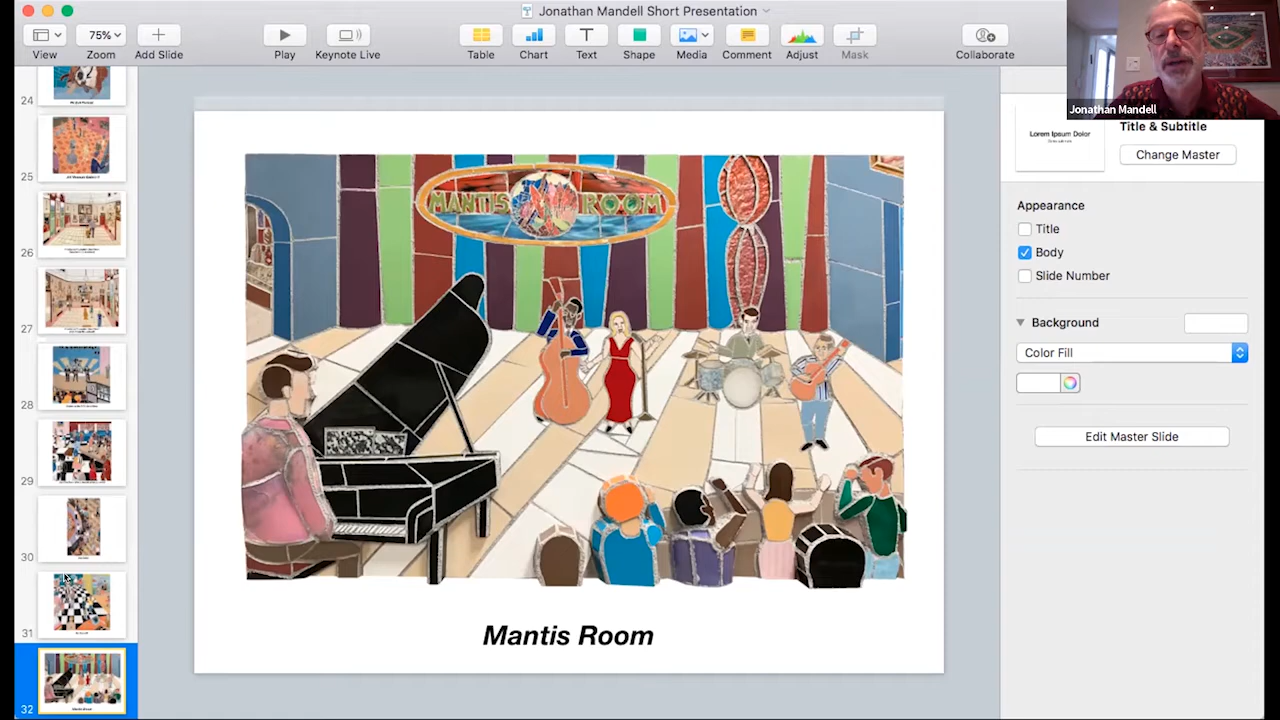 Jonathan Mandell Short Presentation
View
75%
Zoom
Add Slide
Play
Keynote Live
Table
Chart
Text
Shape
Media
Comment
Adjust
Mask
Collaborate
Jonathan Mandell
Lorem Ipsum Dolor
Title & Subtitle
Change Master
Appearance
Title
Body
Slide Number
Background
Color Fill
Edit Master Slide
24
25
26
27
28
29
30
31
32
MANTIS ROOM
Mantis Room